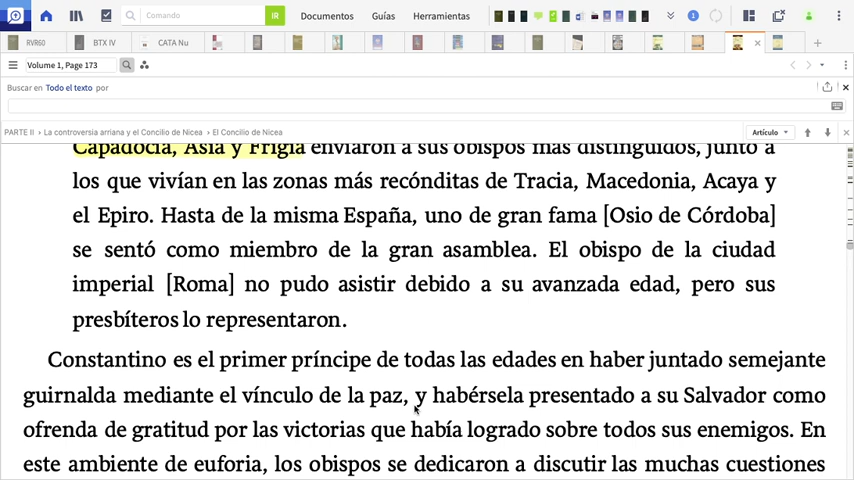 Comando
IR
Documentos
Guías
Herramientas
1
RVR60
BTX IV
CATA Nu
Volume 1, Page 173
Buscar en Todo el texto por
PARTE II › La controversia arriana y el Concilio de Nicea › El Concilio de Nicea
Artículo
Capadocia, Asia y Frigia enviaron a sus obispos más distinguidos, junto a
los que vivían en las zonas más recónditas de Tracia, Macedonia, Acaya y
el Epiro. Hasta de la misma España, uno de gran fama [Osio de Córdoba]
se sentó como miembro de la gran asamblea. El obispo de la ciudad
imperial [Roma] no pudo asistir debido a su avanzada edad, pero sus
presbíteros lo representaron.
Constantino es el primer príncipe de todas las edades en haber juntado semejante
guirnalda mediante el vínculo de la paz, y habérsela presentado a su Salvador como
ofrenda de gratitud por las victorias que había logrado sobre todos sus enemigos. En
este ambiente de euforia, los obispos se dedicaron a discutir las muchas cuestiones